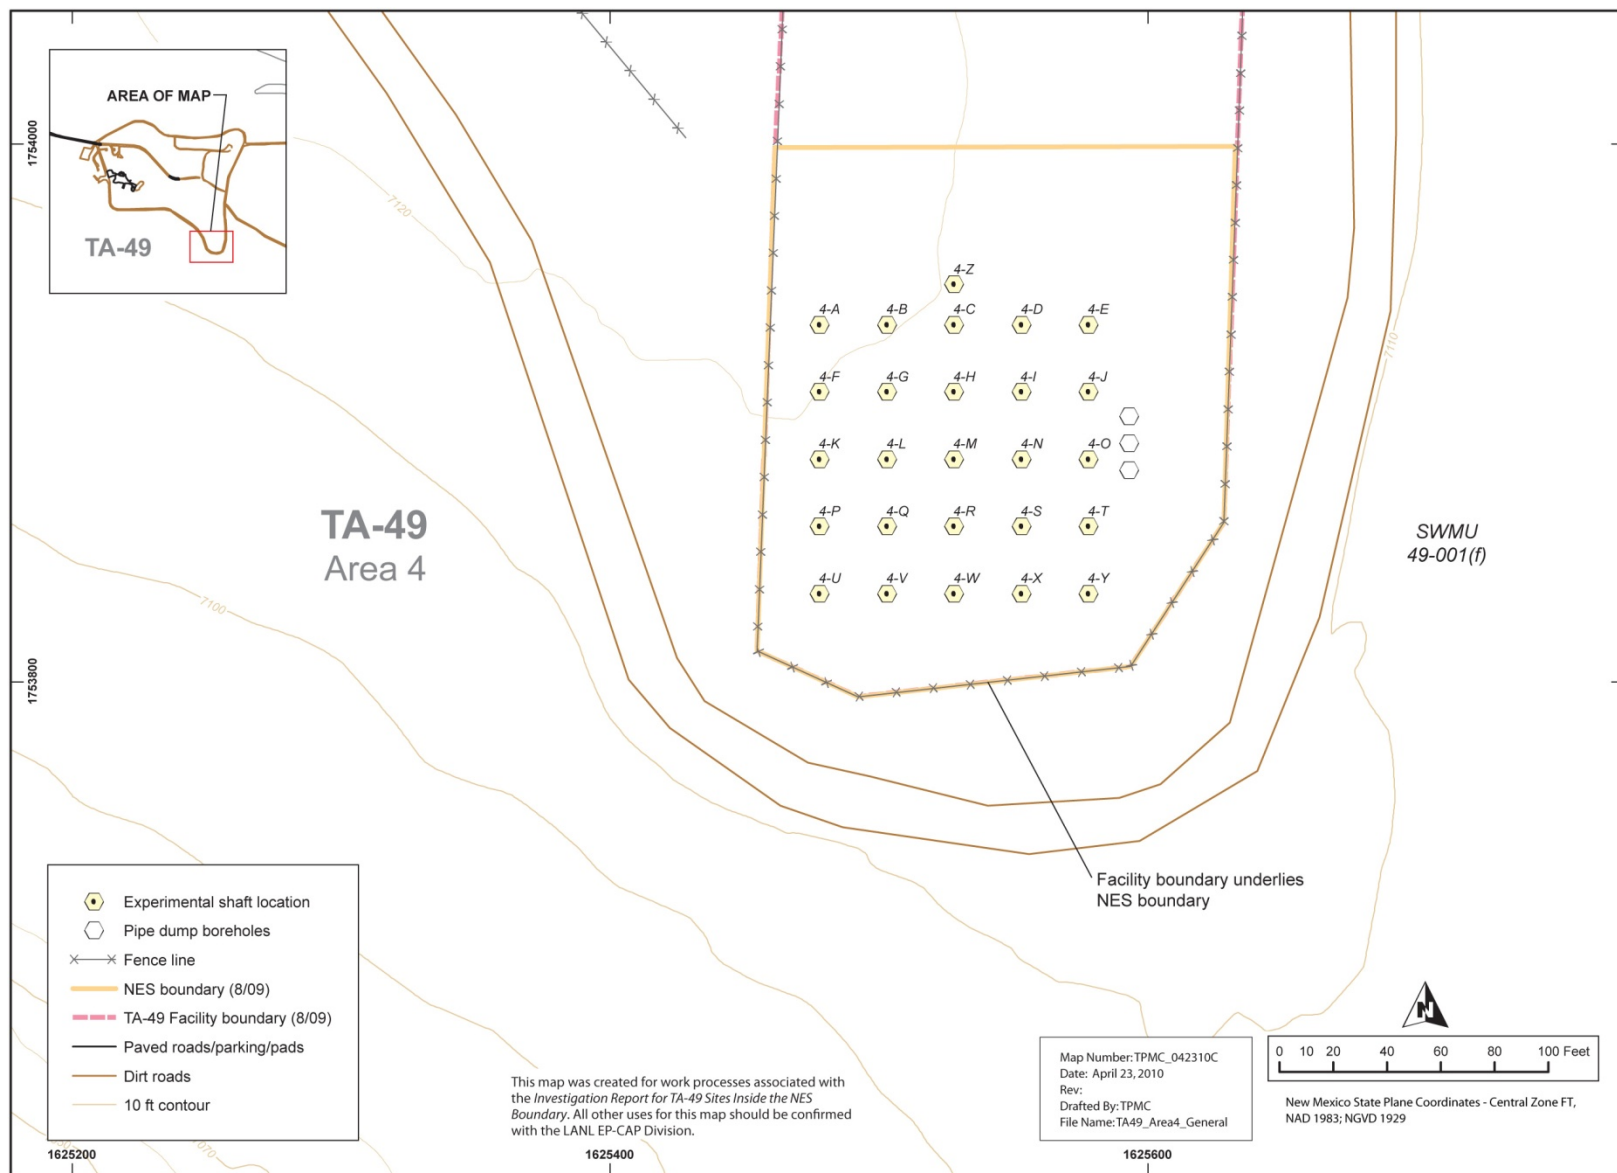 AREA OF MAP
TA-49
1754000
7120
4-Z
4-A 4-B 4-C 4-D 4-E
7110
4-F 4-G 4-H 4-I 4-J
4-K 4-L 4-M 4-N 4-O
TA-49
Area 4
4-P 4-Q 4-R 4-S 4-T
SWMU
49-001(f)
4-U 4-V 4-W 4-X 4-Y
7100
1753800
Facility boundary underlies
NES boundary
Experimental shaft location
Pipe dump boreholes
Fence line
NES boundary (8/09)
TA-49 Facility boundary (8/09)
Paved roads/parking/pads
Dirt roads
10 ft contour
7070
This map was created for work processes associated with
the Investigation Report for TA-49 Sites Inside the NES
Boundary. All other uses for this map should be confirmed
with the LANL EP-CAP Division.
Map Number: TPMC_042310C
Date: April 23, 2010
Rev:
Drafted By: TPMC
File Name: TA49_Area4_General
N
0 10 20 40 60 80 100 Feet
New Mexico State Plane Coordinates - Central Zone FT,
NAD 1983; NGVD 1929
1625200 1625400 1625600